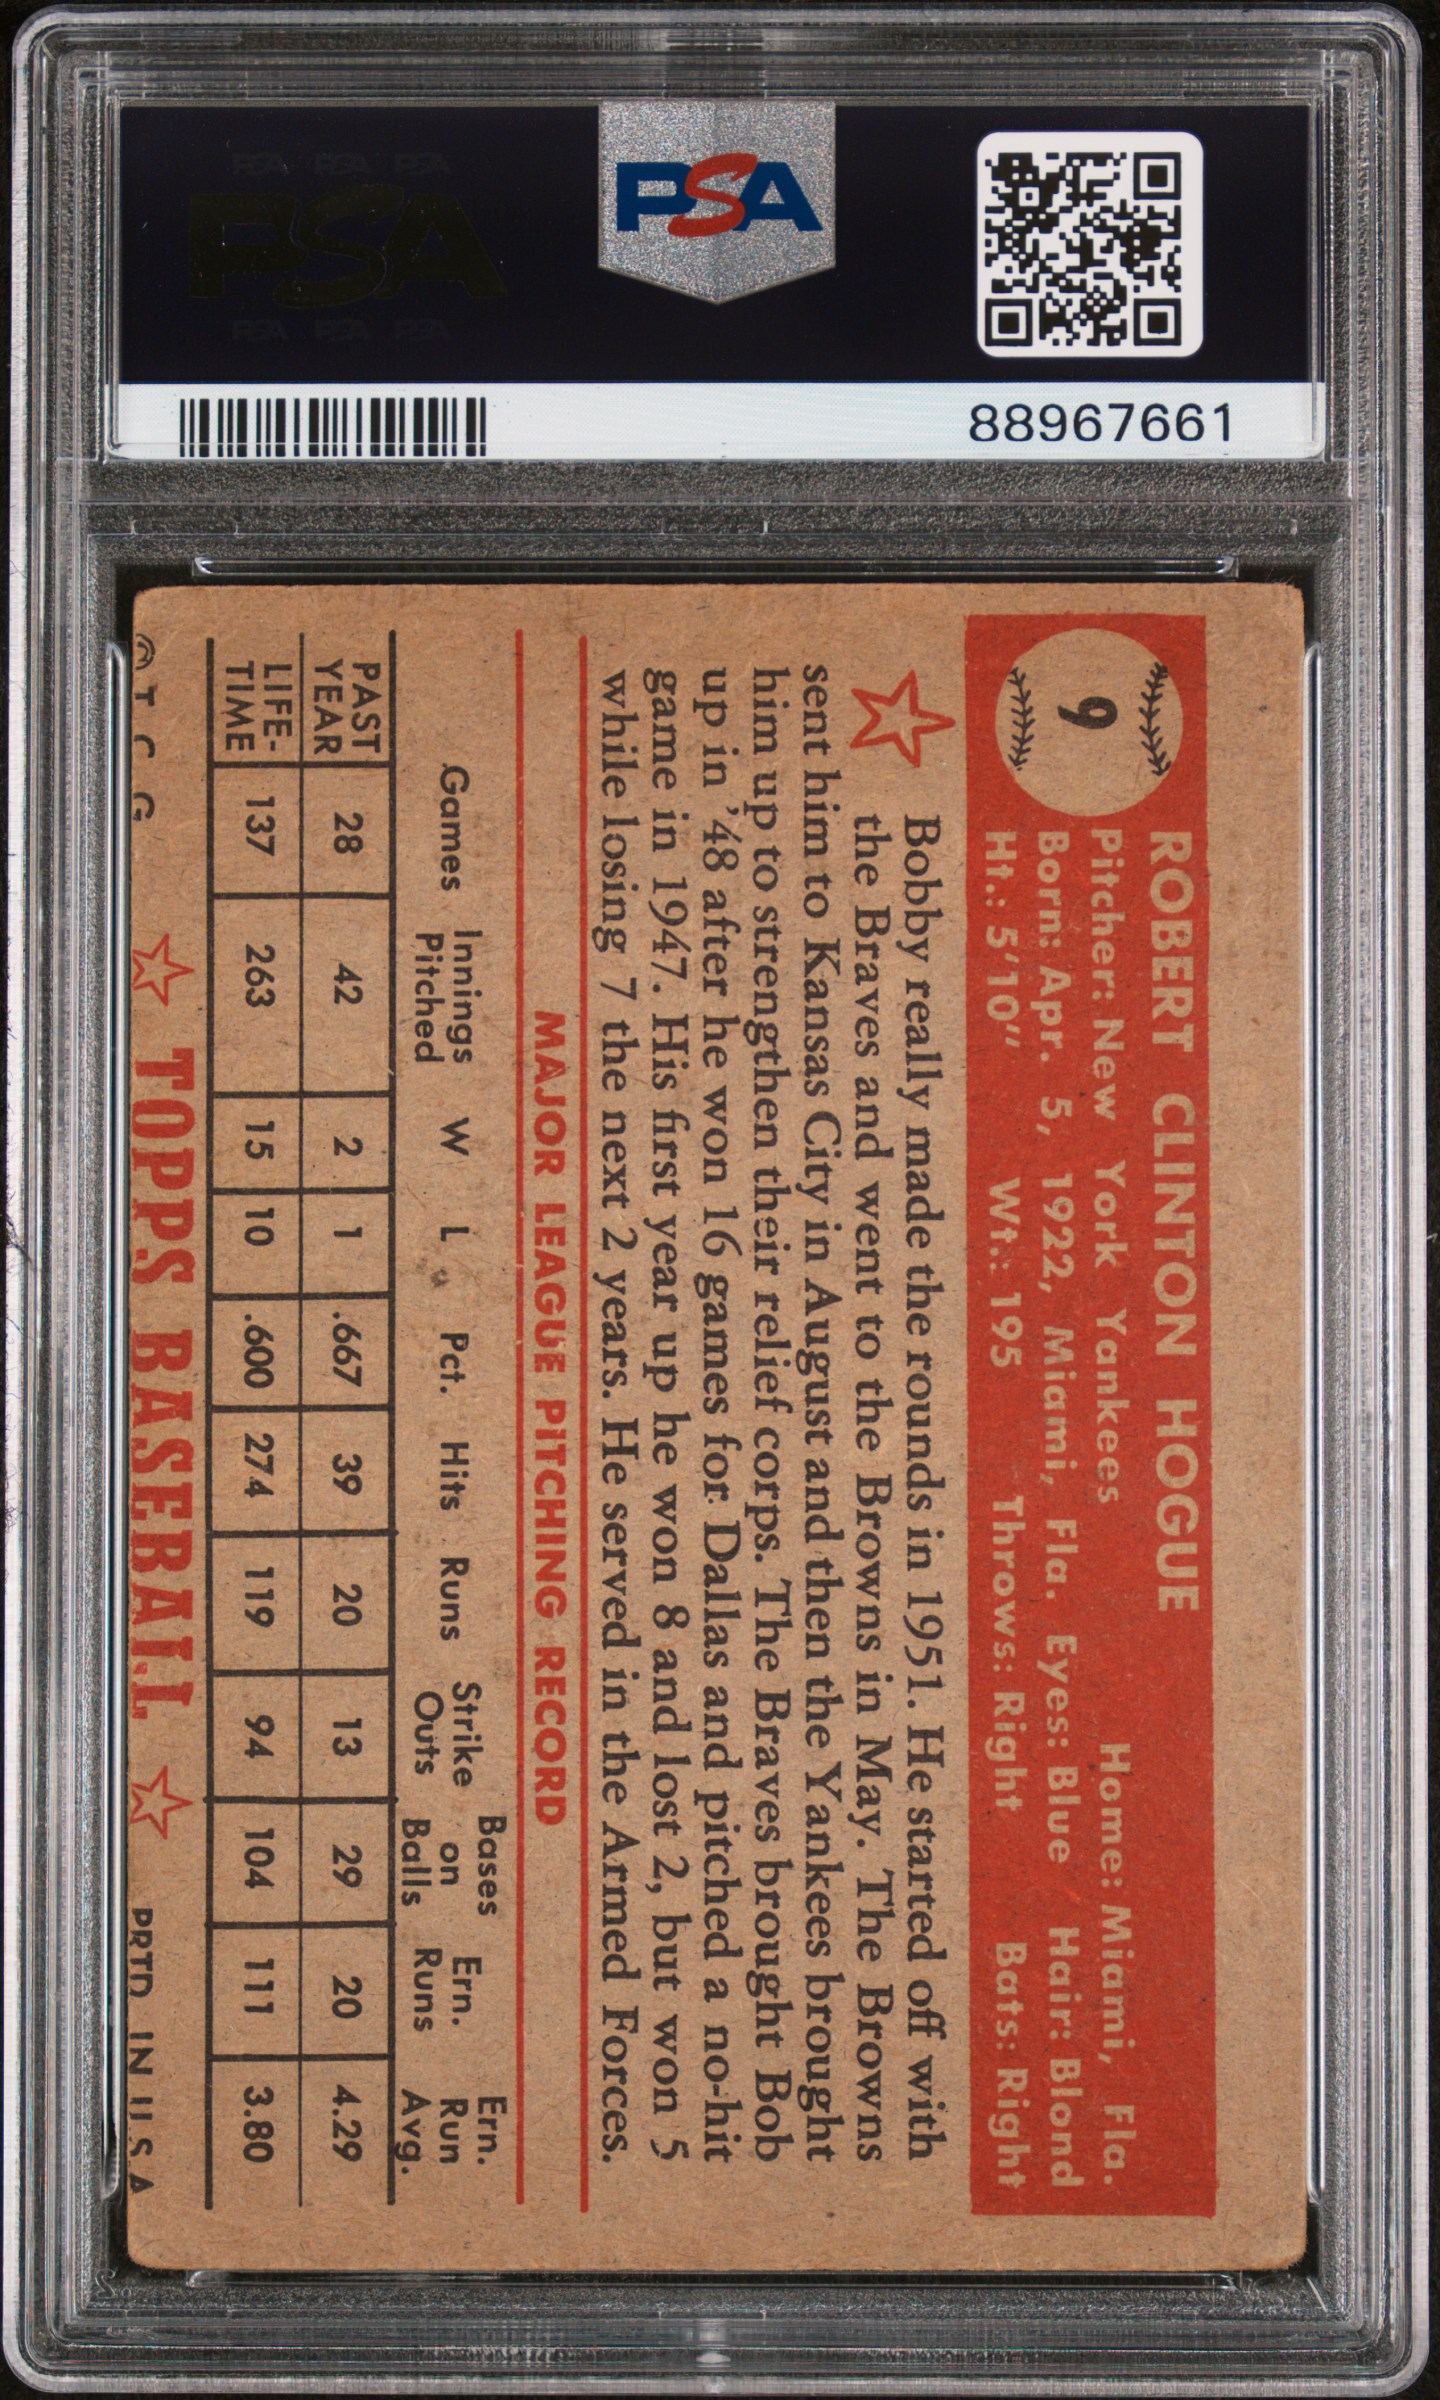 PSA PSA PSA
PSA
PSA PSA PSA
PSA
88967661
9
ROBERT CLINTON HOGUE
Pitcher: New York Yankees Home: Miami, Fla.
Born: Apr. 5, 1922, Miami, Fla. Eyes: Blue Hair: Blond
Ht.: 5'10" Wt.: 195 Throws: Right Bats: Right
Bobby really made the rounds in 1951. He started off with
the Braves and went to the Browns in May. The Browns
sent him to Kansas City in August and then the Yankees brought
him up to strengthen their relief corps. The Braves brought Bob
up in '48 after he won 16 games for Dallas and pitched a no-hit
game in 1947. His first year up he won 8 and lost 2, but won 5
while losing 7 the next 2 years. He served in the Armed Forces.
MAJOR LEAGUE PITCHING RECORD
Games Innings Pitched W L Pct. Hits Runs Strike Outs Bases on Balls Ern. Runs Ern. Run Avg.
PAST YEAR 28 42 2 1 .667 39 20 13 29 20 4.29
LIFE-TIME 137 263 15 10 .600 274 119 94 104 111 3.80
© T. C. G. TOPPS BASEBALL PRTD. IN U.S.A.